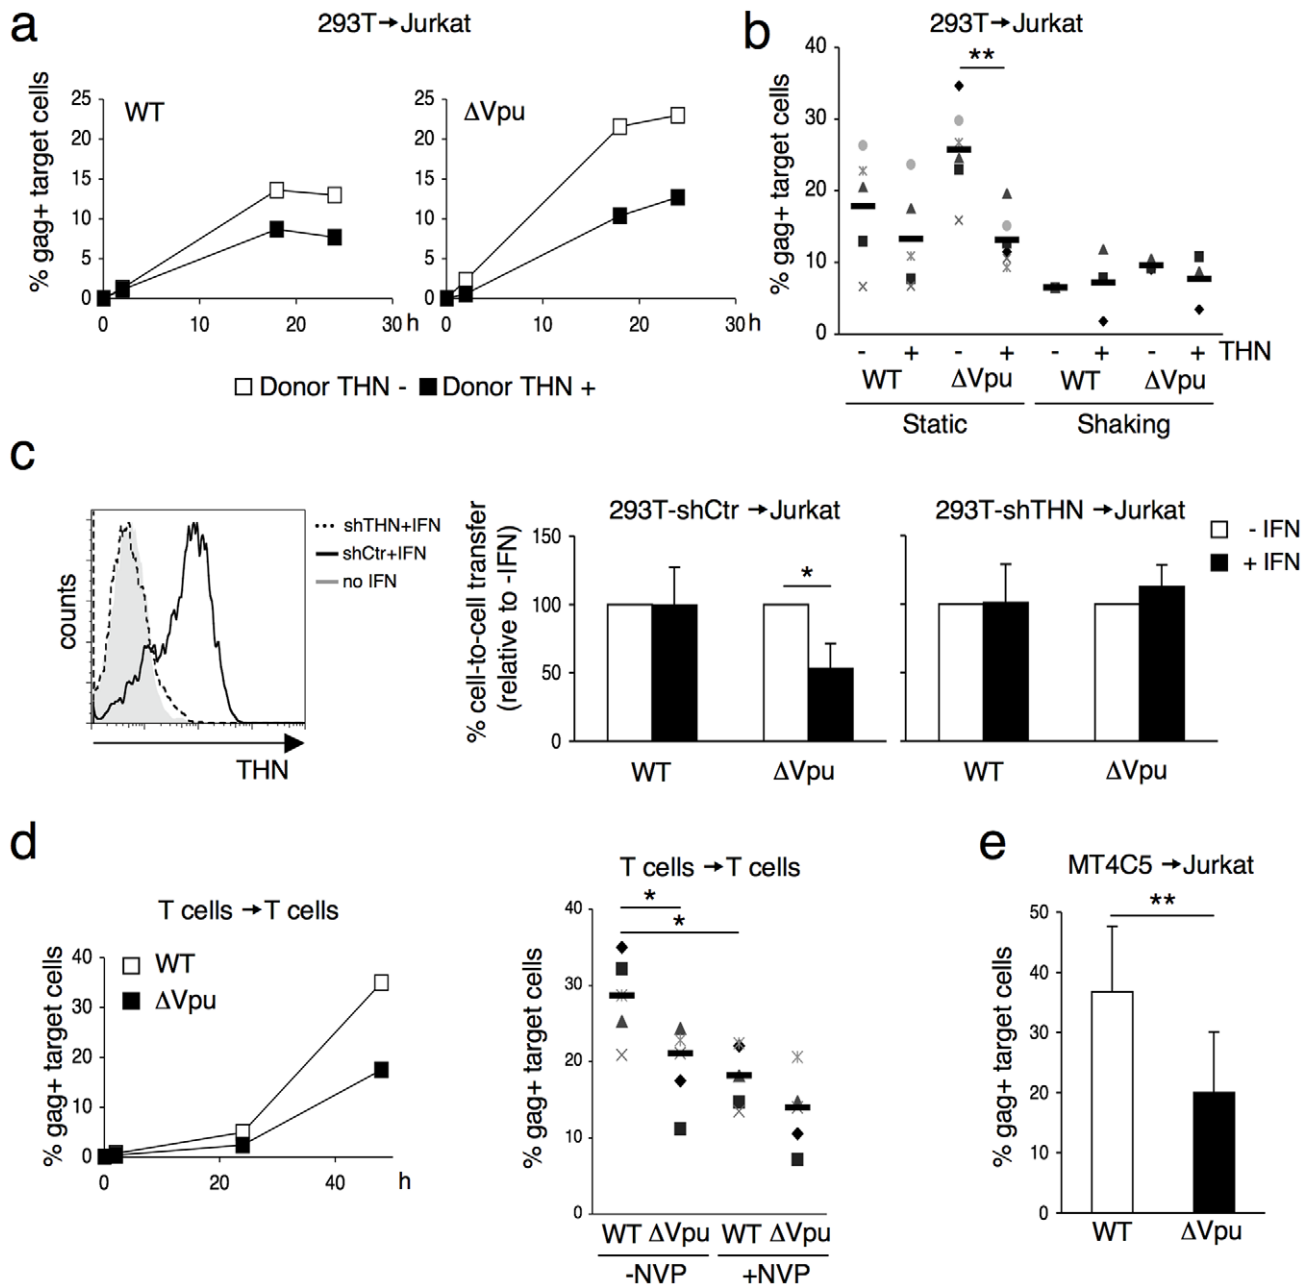 a
293T→Jurkat
WT
% gag+ target cells
25
20
15
10
5
0
0 10 20 30 h
ΔVpu
25
20
15
10
5
0
0 10 20 30 h
Donor THN - Donor THN +
b
293T→Jurkat
% gag+ target cells
40
30
20
10
0
**
- + - + - + - + THN
WT ΔVpu WT ΔVpu
Static Shaking
c
counts
THN
shTHN+IFN
shCtr+IFN
no IFN
% cell-to-cell transfer
(relative to -IFN)
293T-shCtr →Jurkat
150
100
50
0
*
WT ΔVpu
293T-shTHN →Jurkat
WT ΔVpu
- IFN
+ IFN
d
T cells →T cells
% gag+ target cells
WT
ΔVpu
40
30
20
10
0
0 20 40 h
T cells →T cells
% gag+ target cells
40
30
20
10
0
*
*
WT ΔVpu WT ΔVpu
-NVP +NVP
e
MT4C5 →Jurkat
% gag+ target cells
50
40
30
20
10
0
**
WT ΔVpu